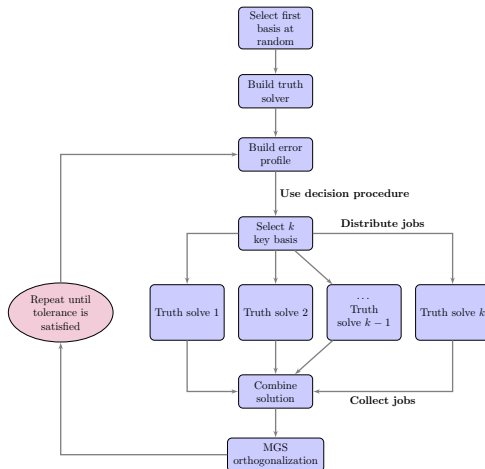 Select first
basis at
random
Build truth
solver
Build error
profile
Use decision procedure
Select k
key basis
Distribute jobs
Repeat until
tolerance is
satisfied
Truth solve 1
Truth solve 2
...
Truth
solve k − 1
Truth solve k
Combine
solution
Collect jobs
MGS
orthogonalization